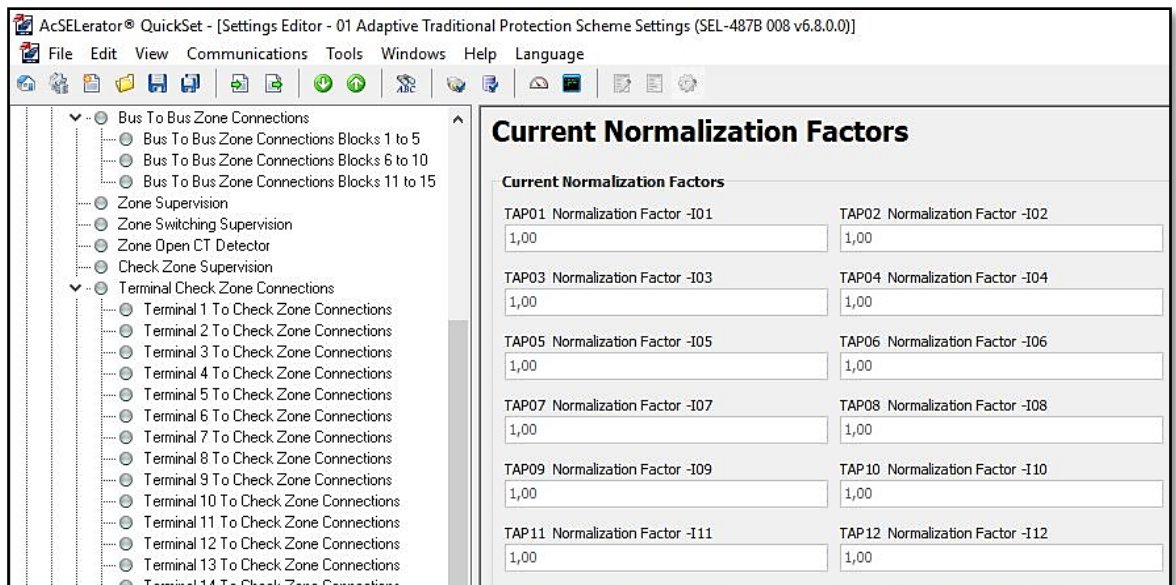 AcSELerator® QuickSet - [Settings Editor - 01 Adaptive Traditional Protection Scheme Settings (SEL-487B 008 v6.8.0.0)]
File Edit View Communications Tools Windows Help Language
Bus To Bus Zone Connections
Bus To Bus Zone Connections Blocks 1 to 5
Bus To Bus Zone Connections Blocks 6 to 10
Bus To Bus Zone Connections Blocks 11 to 15
Zone Supervision
Zone Switching Supervision
Zone Open CT Detector
Check Zone Supervision
Terminal Check Zone Connections
Terminal 1 To Check Zone Connections
Terminal 2 To Check Zone Connections
Terminal 3 To Check Zone Connections
Terminal 4 To Check Zone Connections
Terminal 5 To Check Zone Connections
Terminal 6 To Check Zone Connections
Terminal 7 To Check Zone Connections
Terminal 8 To Check Zone Connections
Terminal 9 To Check Zone Connections
Terminal 10 To Check Zone Connections
Terminal 11 To Check Zone Connections
Terminal 12 To Check Zone Connections
Terminal 13 To Check Zone Connections
Terminal 14 To Check Zone Connections
Current Normalization Factors
Current Normalization Factors
TAP01 Normalization Factor -I01 TAP02 Normalization Factor -I02
1,00 1,00
TAP03 Normalization Factor -I03 TAP04 Normalization Factor -I04
1,00 1,00
TAP05 Normalization Factor -I05 TAP06 Normalization Factor -I06
1,00 1,00
TAP07 Normalization Factor -I07 TAP08 Normalization Factor -I08
1,00 1,00
TAP09 Normalization Factor -I09 TAP10 Normalization Factor -I10
1,00 1,00
TAP11 Normalization Factor -I11 TAP12 Normalization Factor -I12
1,00 1,00